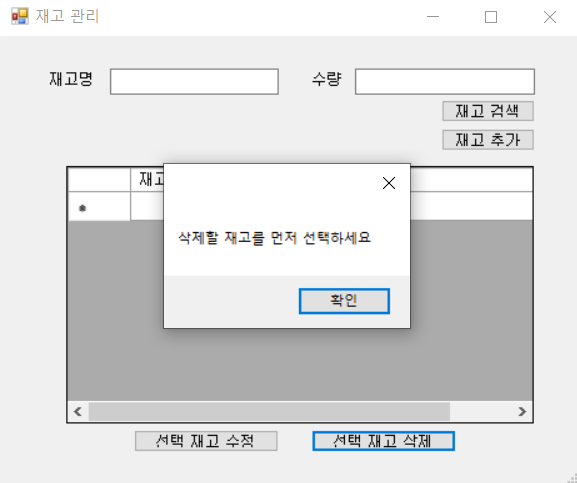 재고 관리
재고명
수량
재고 검색
재고 추가
재고
삭제할 재고를 먼저 선택하세요
확인
선택 재고 수정
선택 재고 삭제